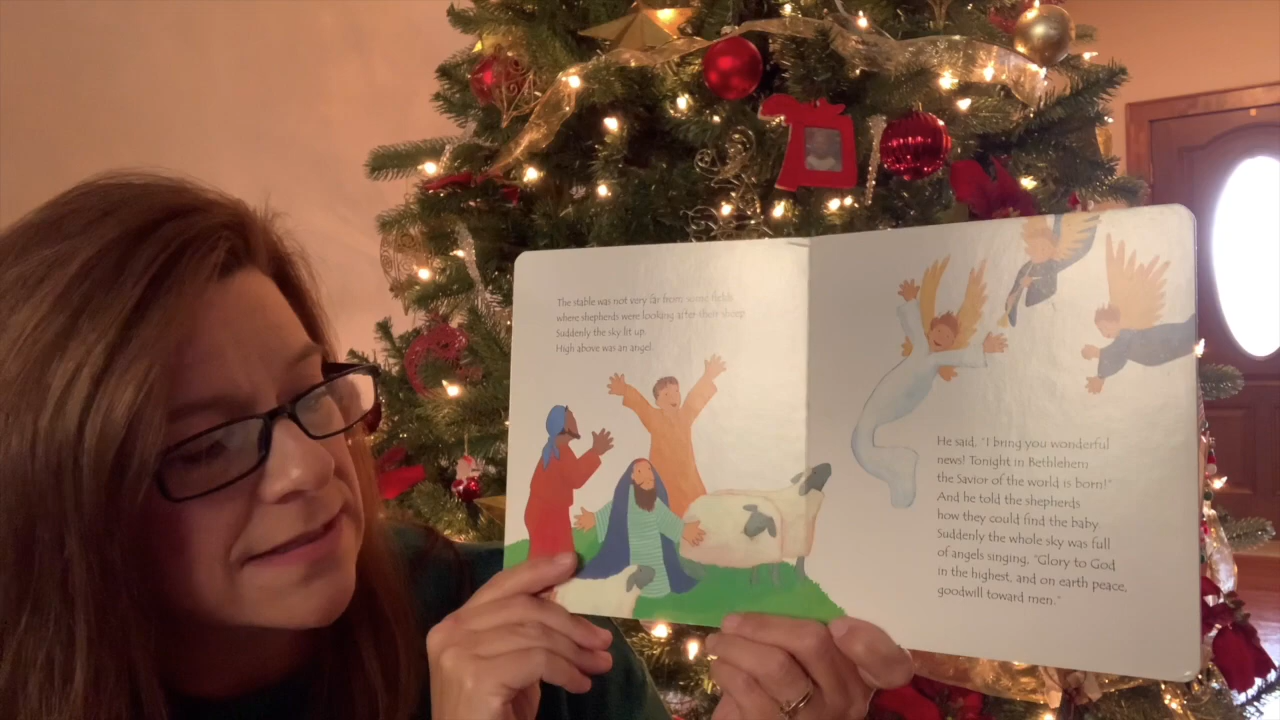 The stable was not very far from some fields
where shepherds were looking after their sheep.
Suddenly the sky lit up.
High above was an angel.
He said, "I bring you wonderful
news! Tonight in Bethlehem
the Savior of the world is born!"
And he told the shepherds
how they could find the baby.
Suddenly the whole sky was full
of angels singing, "Glory to God
in the highest, and on earth peace,
goodwill toward men."